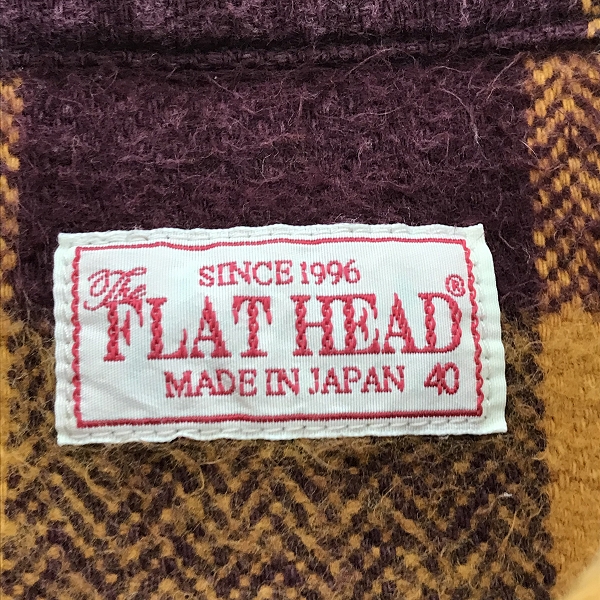 SINCE 1996
The FLAT HEAD®
MADE IN JAPAN 40